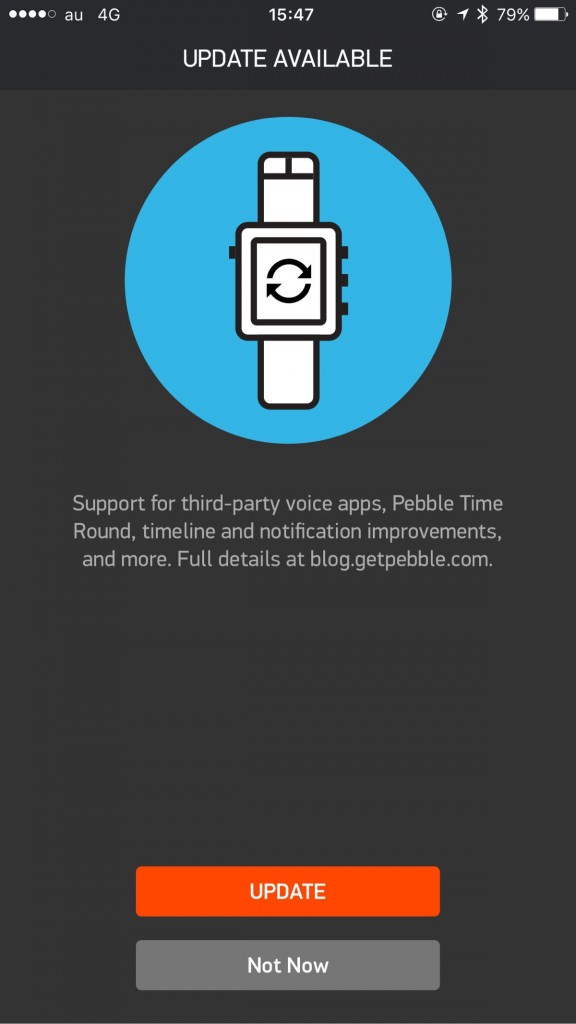 au 4G 15:47 79%
UPDATE AVAILABLE
Support for third-party voice apps, Pebble Time
Round, timeline and notification improvements,
and more. Full details at blog.getpebble.com.
UPDATE
Not Now